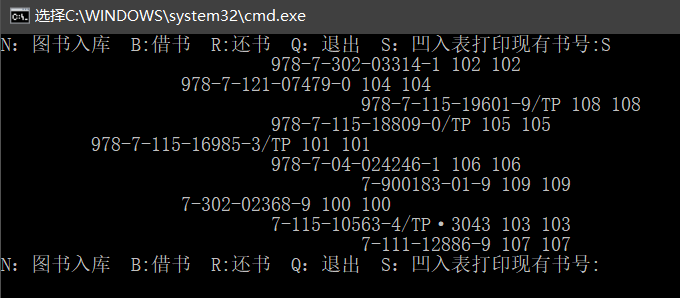 选择C:\WINDOWS\system32\cmd.exe
N: 图书入库  B:借书  R:还书  Q: 退出  S: 凹入表打印现有书号:S
978-7-302-03314-1 102 102
978-7-121-07479-0 104 104
978-7-115-19601-9/TP 108 108
978-7-115-18809-0/TP 105 105
978-7-115-16985-3/TP 101 101
978-7-04-024246-1 106 106
7-900183-01-9 109 109
7-302-02368-9 100 100
7-115-10563-4/TP·3043 103 103
7-111-12886-9 107 107
N: 图书入库  B:借书  R:还书  Q: 退出  S: 凹入表打印现有书号: